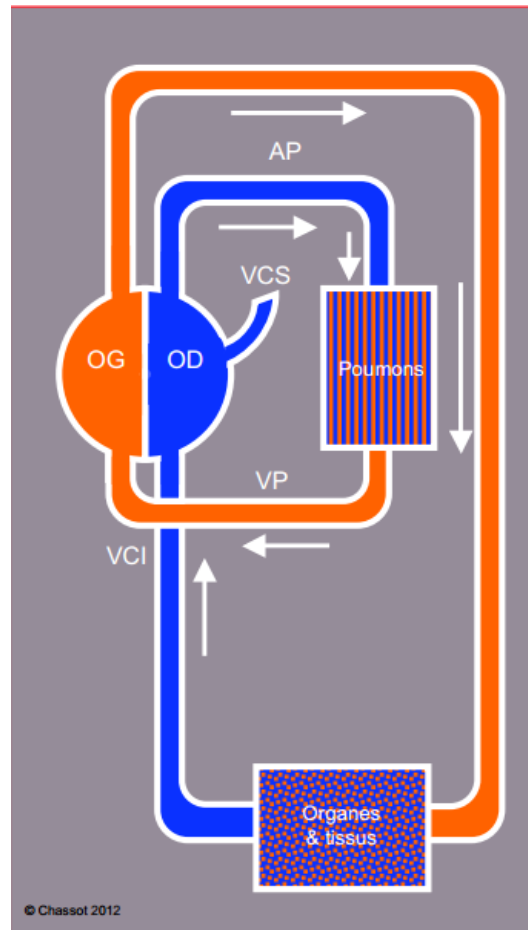 AP
VCS
OG
OD
Poumons
VP
VCI
Organes
& tissus
© Chassot 2012